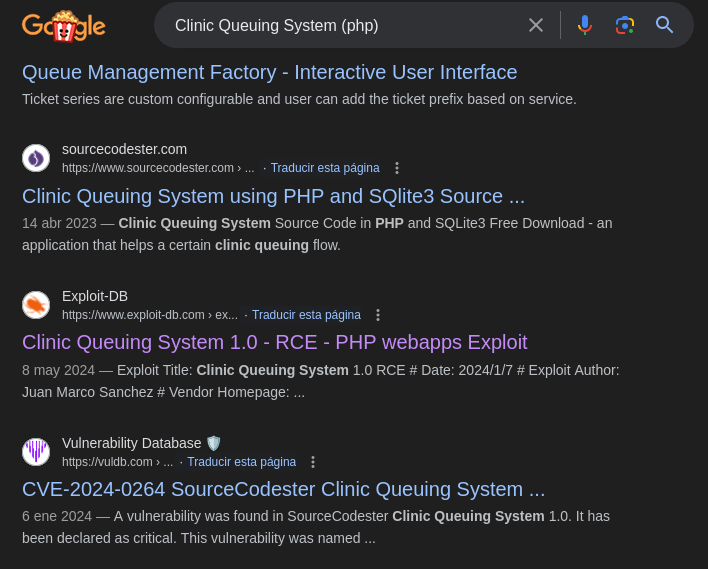 Google
Clinic Queuing System (php)
Queue Management Factory - Interactive User Interface
Ticket series are custom configurable and user can add the ticket prefix based on service.
sourcecodester.com
https://www.sourcecodester.com › ... · Traducir esta página
Clinic Queuing System using PHP and SQlite3 Source ...
14 abr 2023 — Clinic Queuing System Source Code in PHP and SQLite3 Free Download - an
application that helps a certain clinic queuing flow.
Exploit-DB
https://www.exploit-db.com › ex... · Traducir esta página
Clinic Queuing System 1.0 - RCE - PHP webapps Exploit
8 may 2024 — Exploit Title: Clinic Queuing System 1.0 RCE # Date: 2024/1/7 # Exploit Author:
Juan Marco Sanchez # Vendor Homepage: ...
Vulnerability Database 🛡️
https://vuldb.com › ... · Traducir esta página
CVE-2024-0264 SourceCodester Clinic Queuing System ...
6 ene 2024 — A vulnerability was found in SourceCodester Clinic Queuing System 1.0. It has
been declared as critical. This vulnerability was named ...